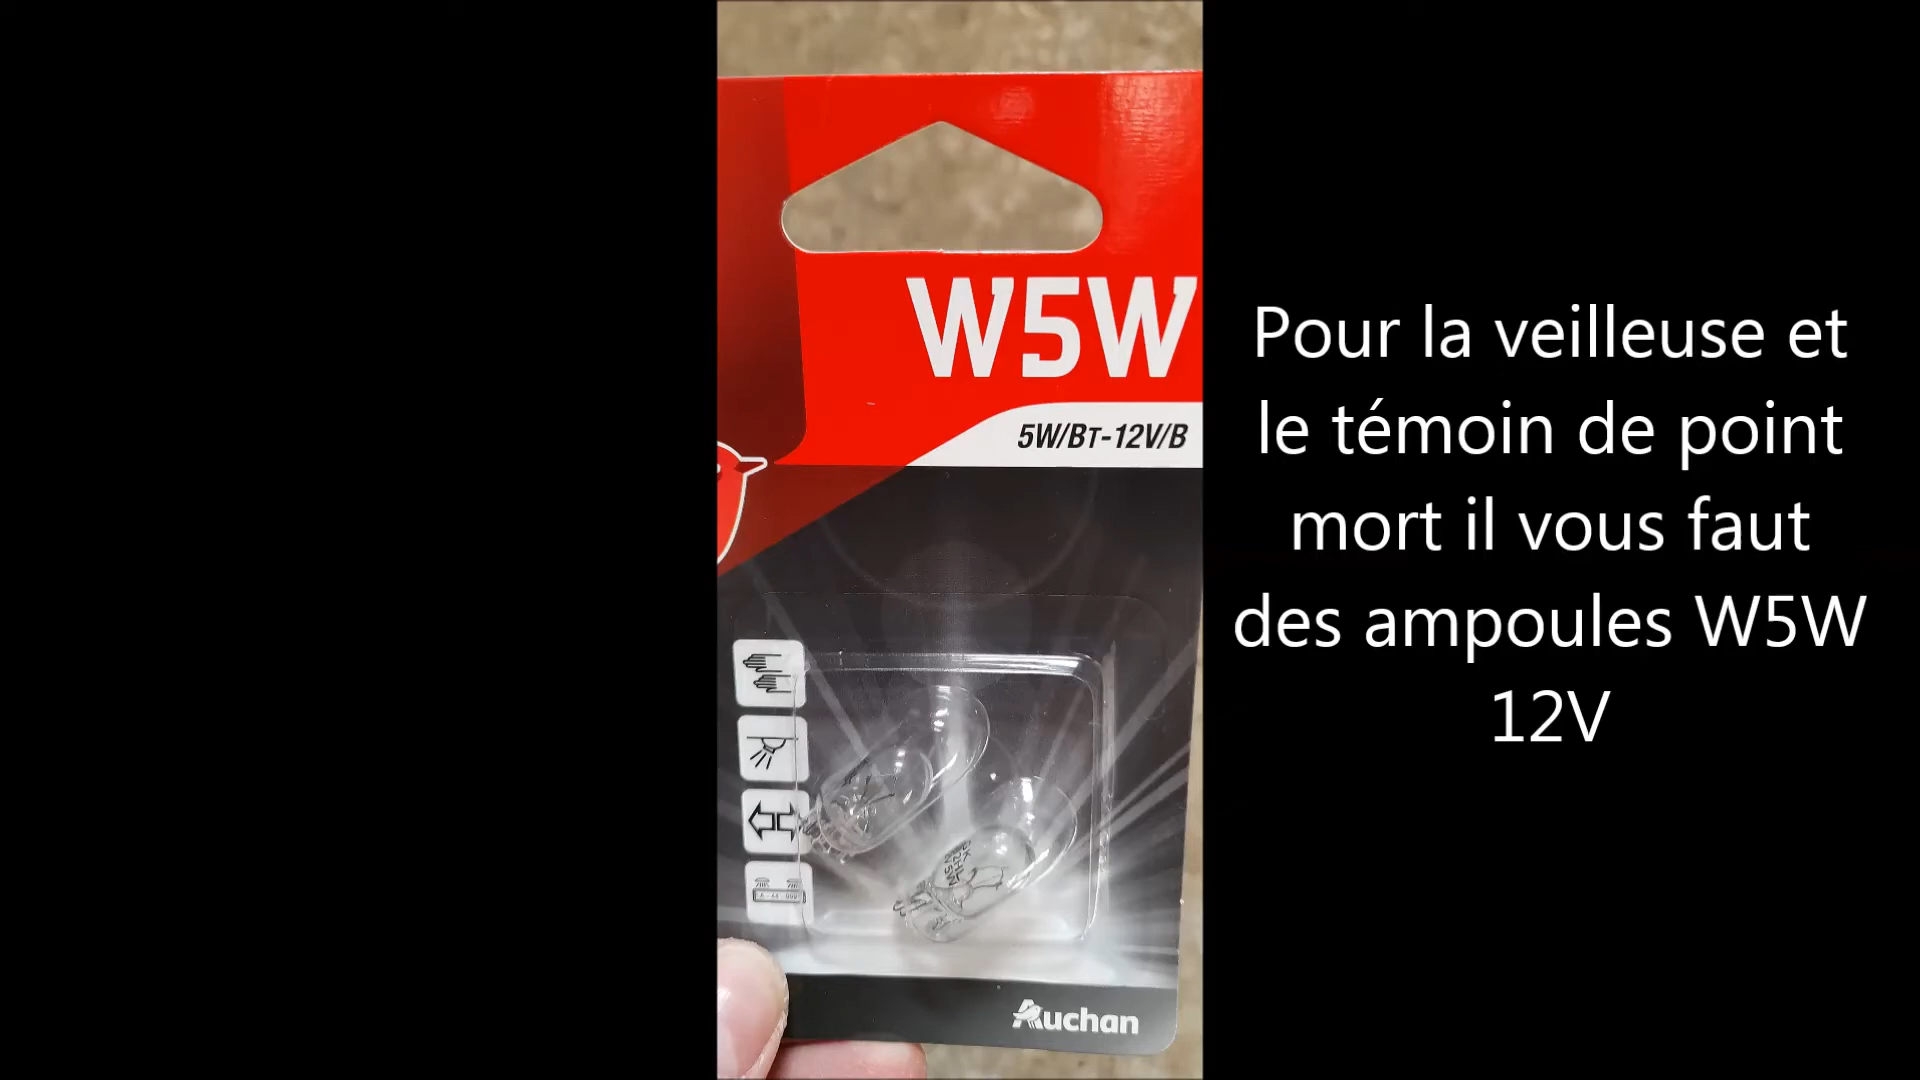 W5W
5W/Bт-12V/B
Auchan
Pour la veilleuse et
le témoin de point
mort il vous faut
des ampoules W5W
12V